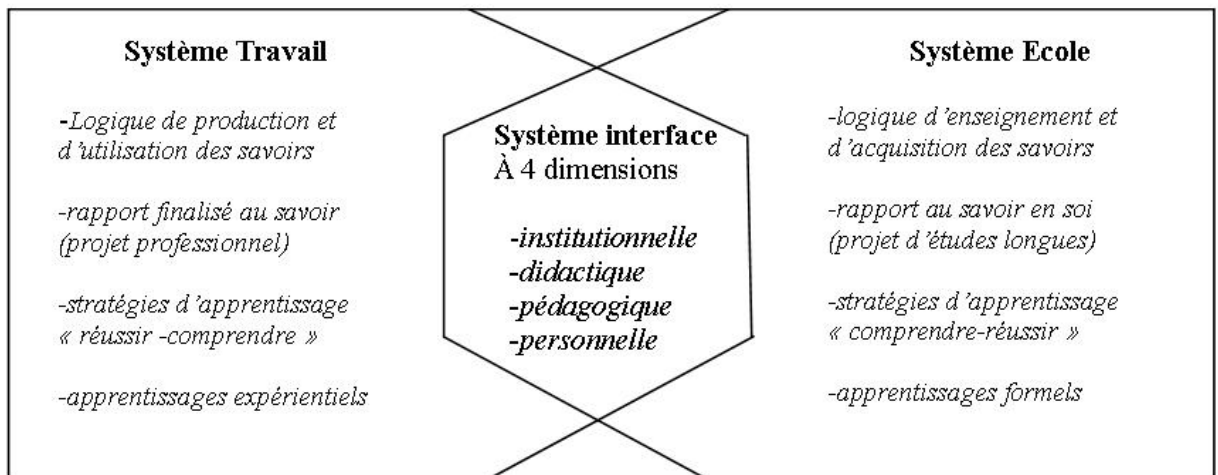 Système Travail
-Logique de production et
d ’utilisation des savoirs
-rapport finalisé au savoir
(projet professionnel)
-stratégies d ’apprentissage
« réussir -comprendre »
-apprentissages expérientiels
Système interface
À 4 dimensions
-institutionnelle
-didactique
-pédagogique
-personnelle
Système Ecole
-logique d ’enseignement et
d ’acquisition des savoirs
-rapport au savoir en soi
(projet d ’études longues)
-stratégies d ’apprentissage
« comprendre-réussir »
-apprentissages formels